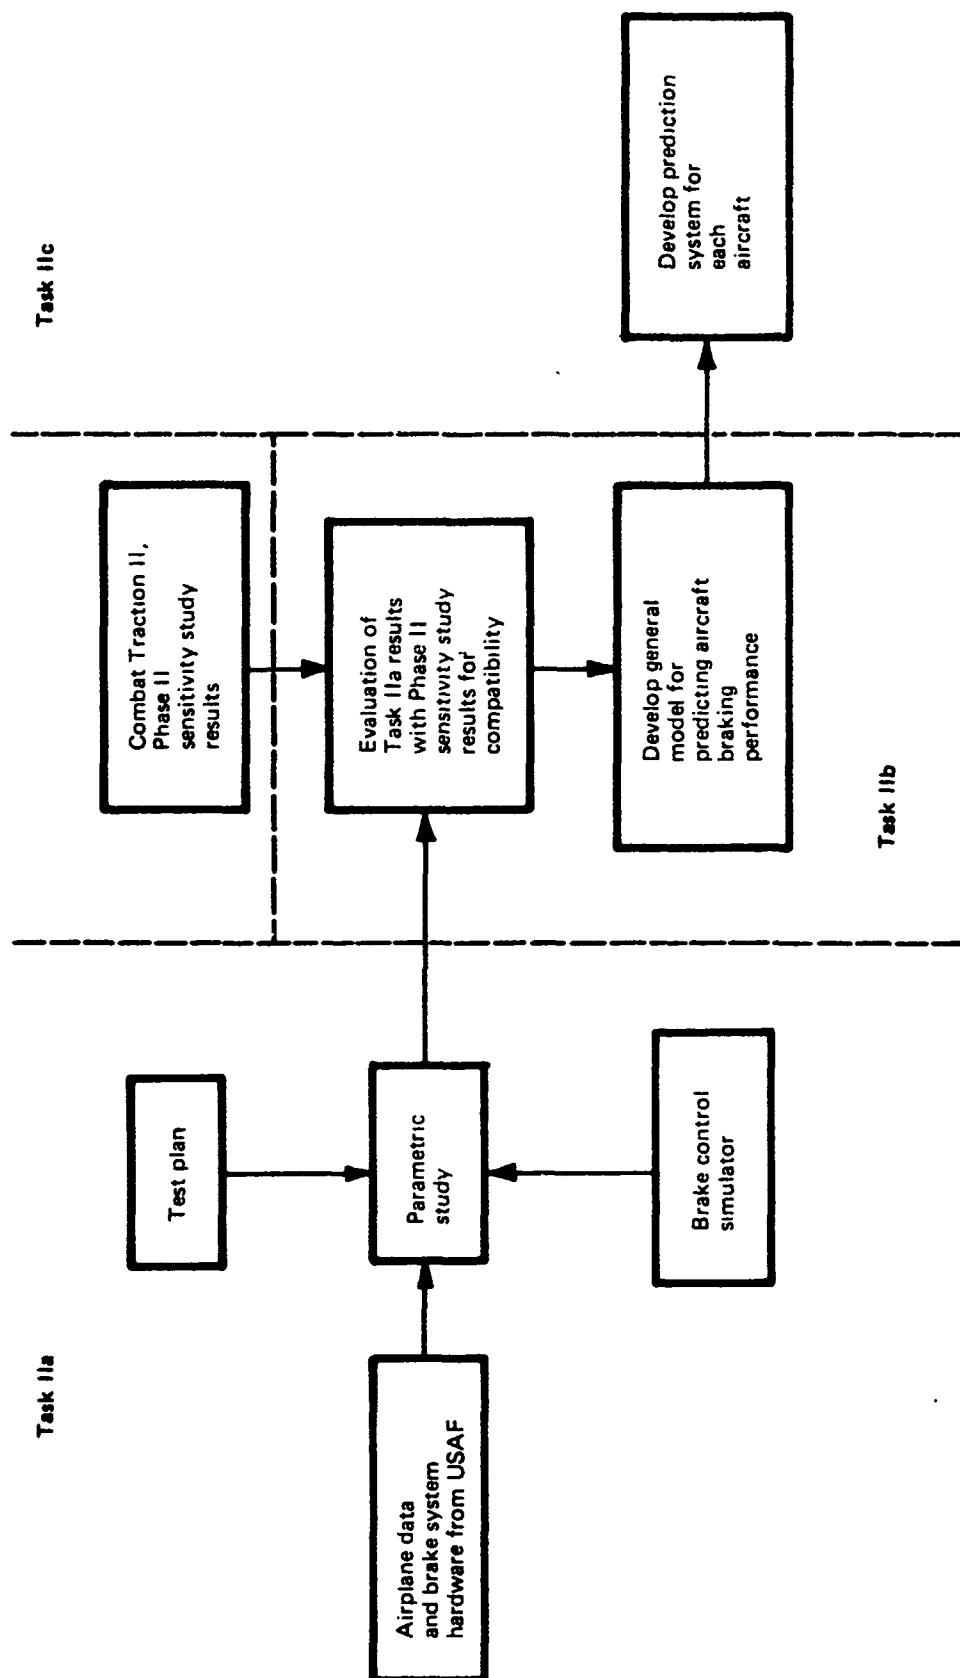 Task IIa
Airplane data
and brake system
hardware from USAF
Test plan
Parametric
study
Brake control
simulator
Combat Traction II,
Phase II
sensitivity study
results
Evaluation of
Task IIa results
with Phase II
sensitivity study
results for
compatibility
Develop general
model for
predicting aircraft
braking
performance
Task IIb
Task IIc
Develop prediction
system for
each
aircraft